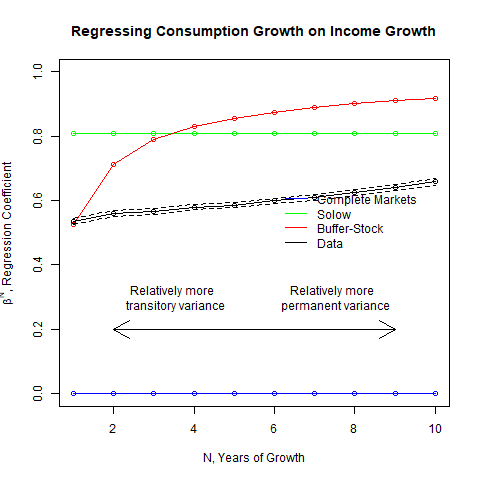 Regressing Consumption Growth on Income Growth
1.0
0.8
0.6
0.4
0.2
0.0
βᴺ, Regression Coefficient
Complete Markets
Solow
Buffer-Stock
Data
Relatively more
transitory variance
Relatively more
permanent variance
2
4
6
8
10
N, Years of Growth